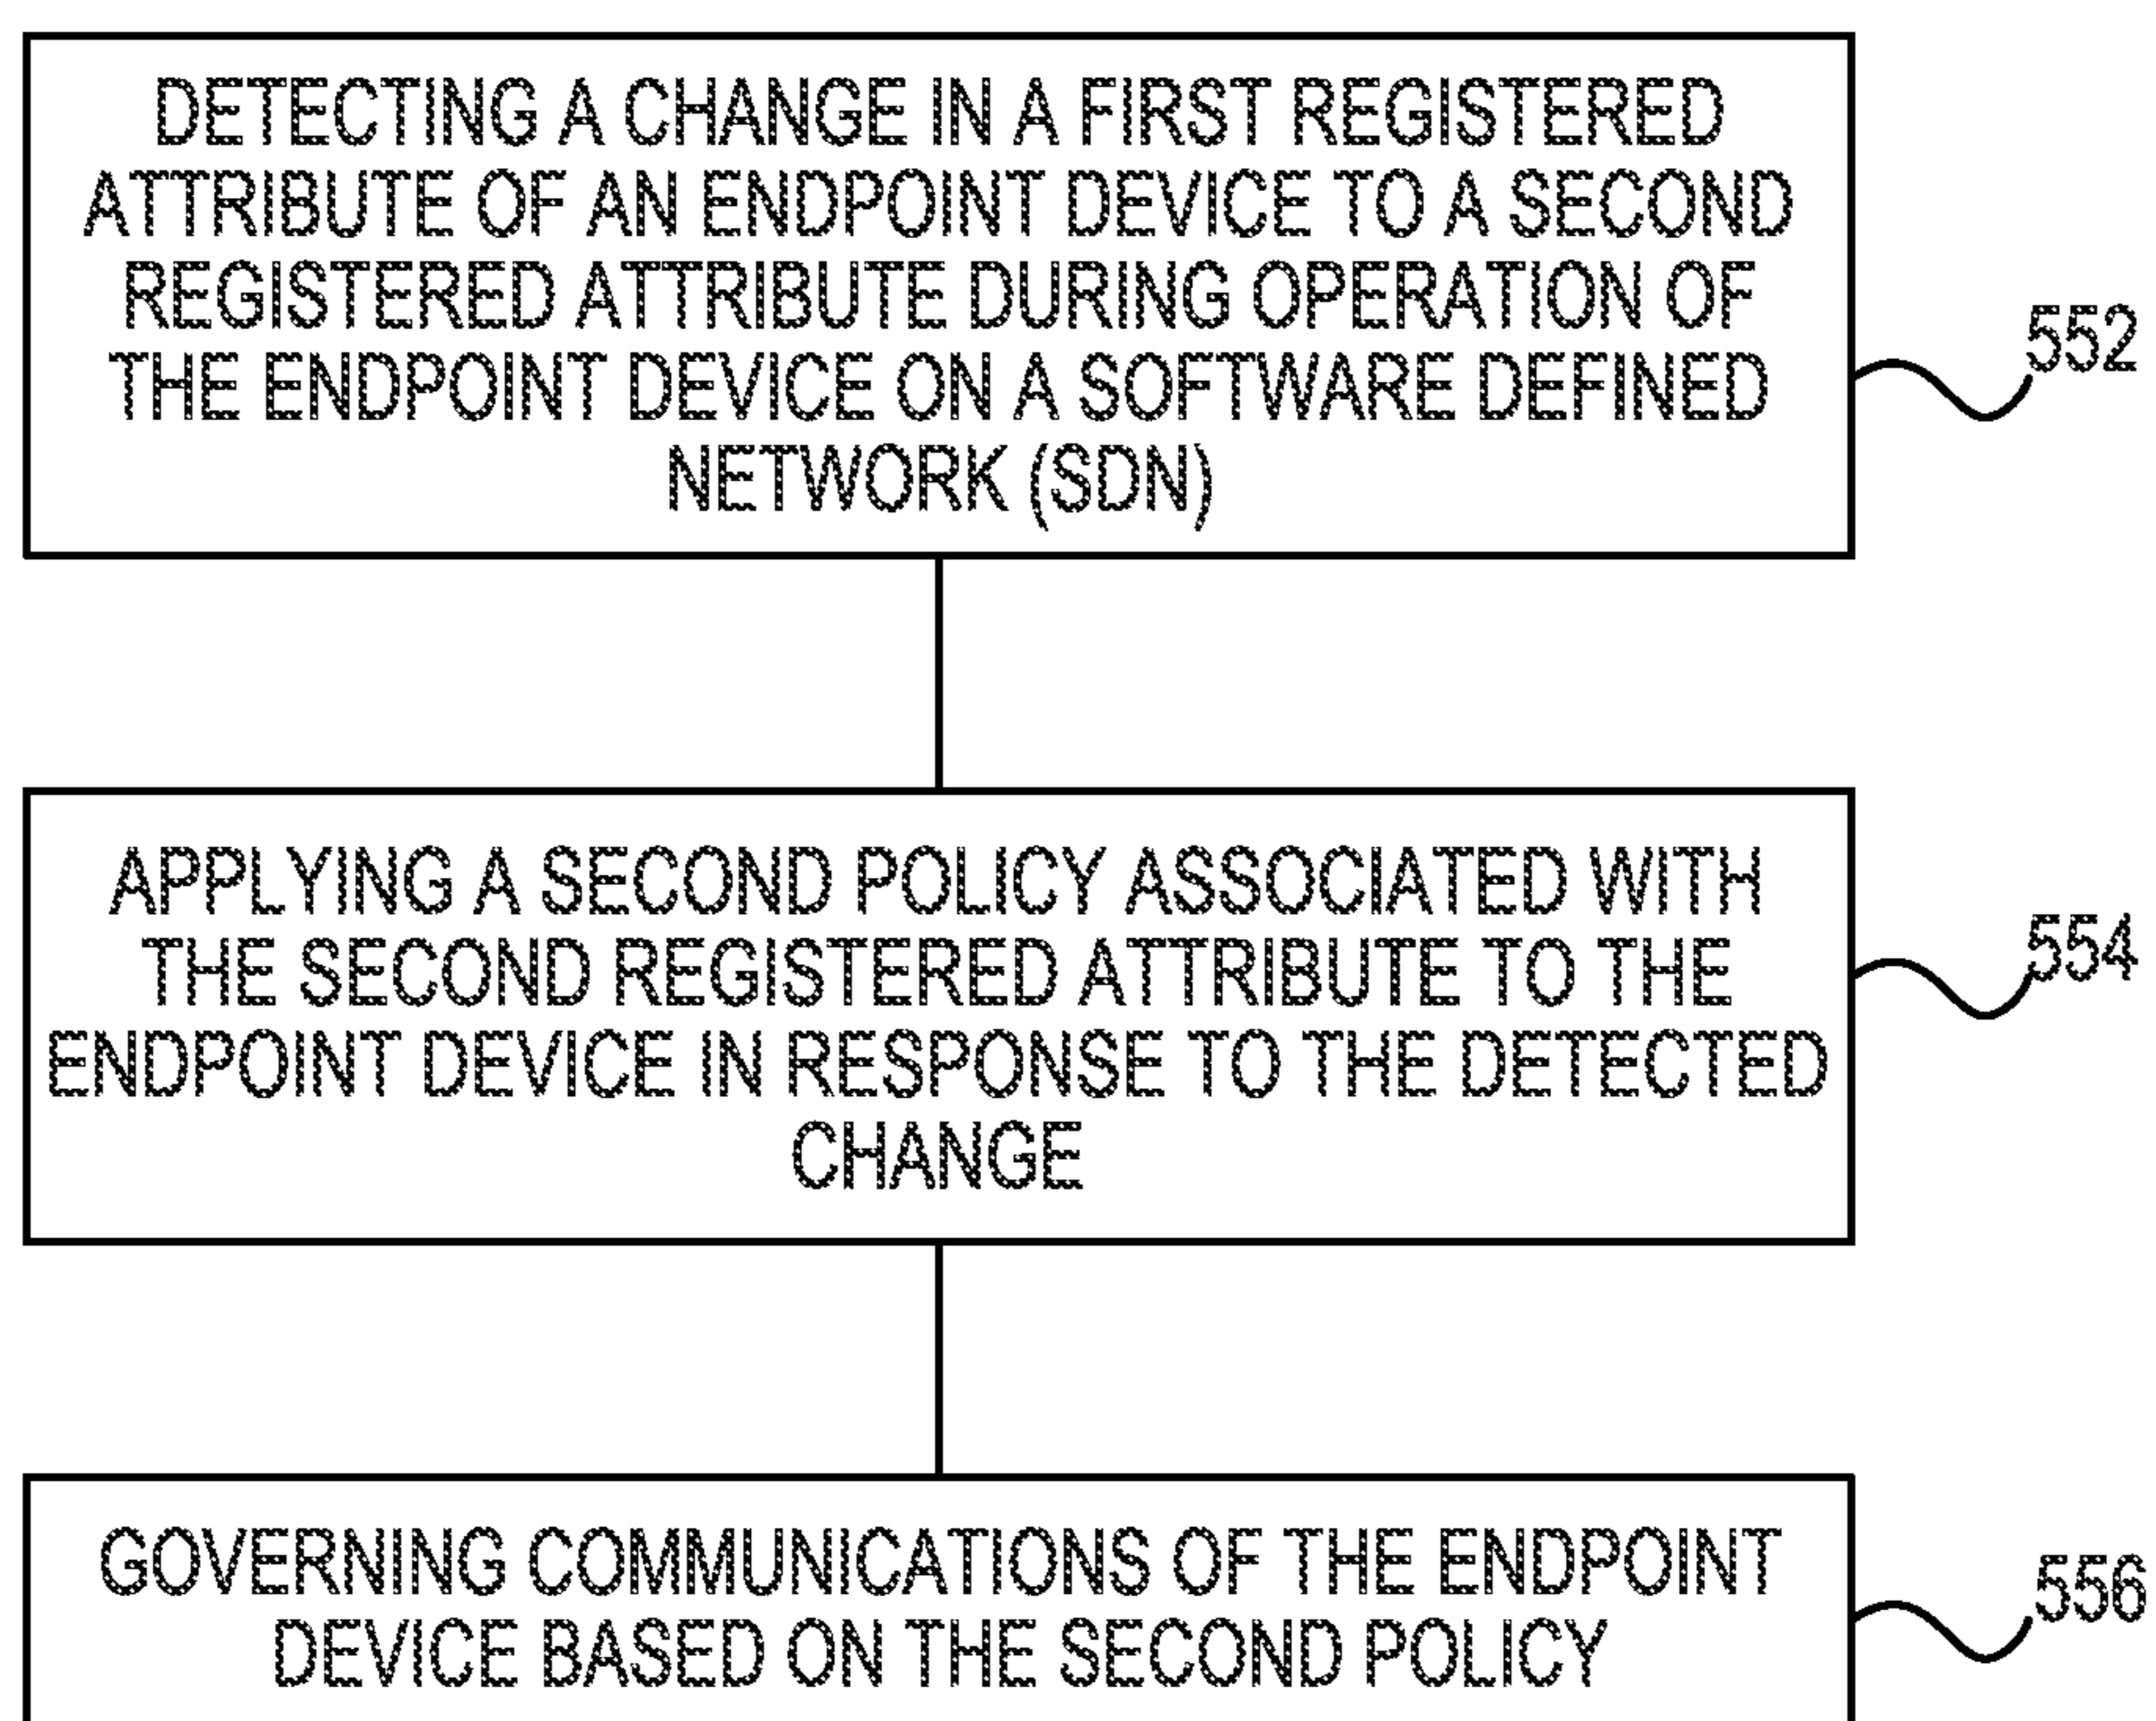 DETECTING A CHANGE IN A FIRST REGISTERED
ATTRIBUTE OF AN ENDPOINT DEVICE TO A SECOND
REGISTERED ATTRIBUTE DURING OPERATION OF
THE ENDPOINT DEVICE ON A SOFTWARE DEFINED
NETWORK (SDN)
552
APPLYING A SECOND POLICY ASSOCIATED WITH
THE SECOND REGISTERED ATTRIBUTE TO THE
ENDPOINT DEVICE IN RESPONSE TO THE DETECTED
CHANGE
554
GOVERNING COMMUNICATIONS OF THE ENDPOINT
DEVICE BASED ON THE SECOND POLICY
556